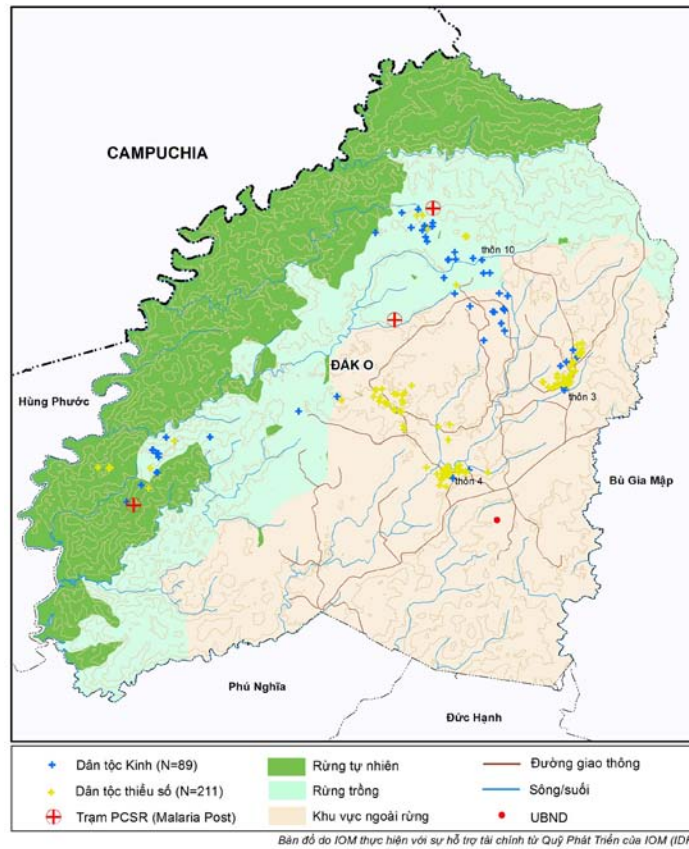 CAMPUCHIA
thôn 10
ĐĂK O
Hùng Phước
thôn 3
Bù Gia Mập
thôn 4
Phú Nghĩa
Đức Hạnh
Dân tộc Kinh (N=89)
Dân tộc thiểu số (N=211)
Trạm PCSR (Malaria Post)
Rừng tự nhiên
Rừng trồng
Khu vực ngoài rừng
Đường giao thông
Sông/suối
UBND
Bản đồ do IOM thực hiện với sự hỗ trợ tài chính từ Quỹ Phát Triển của IOM (IDF